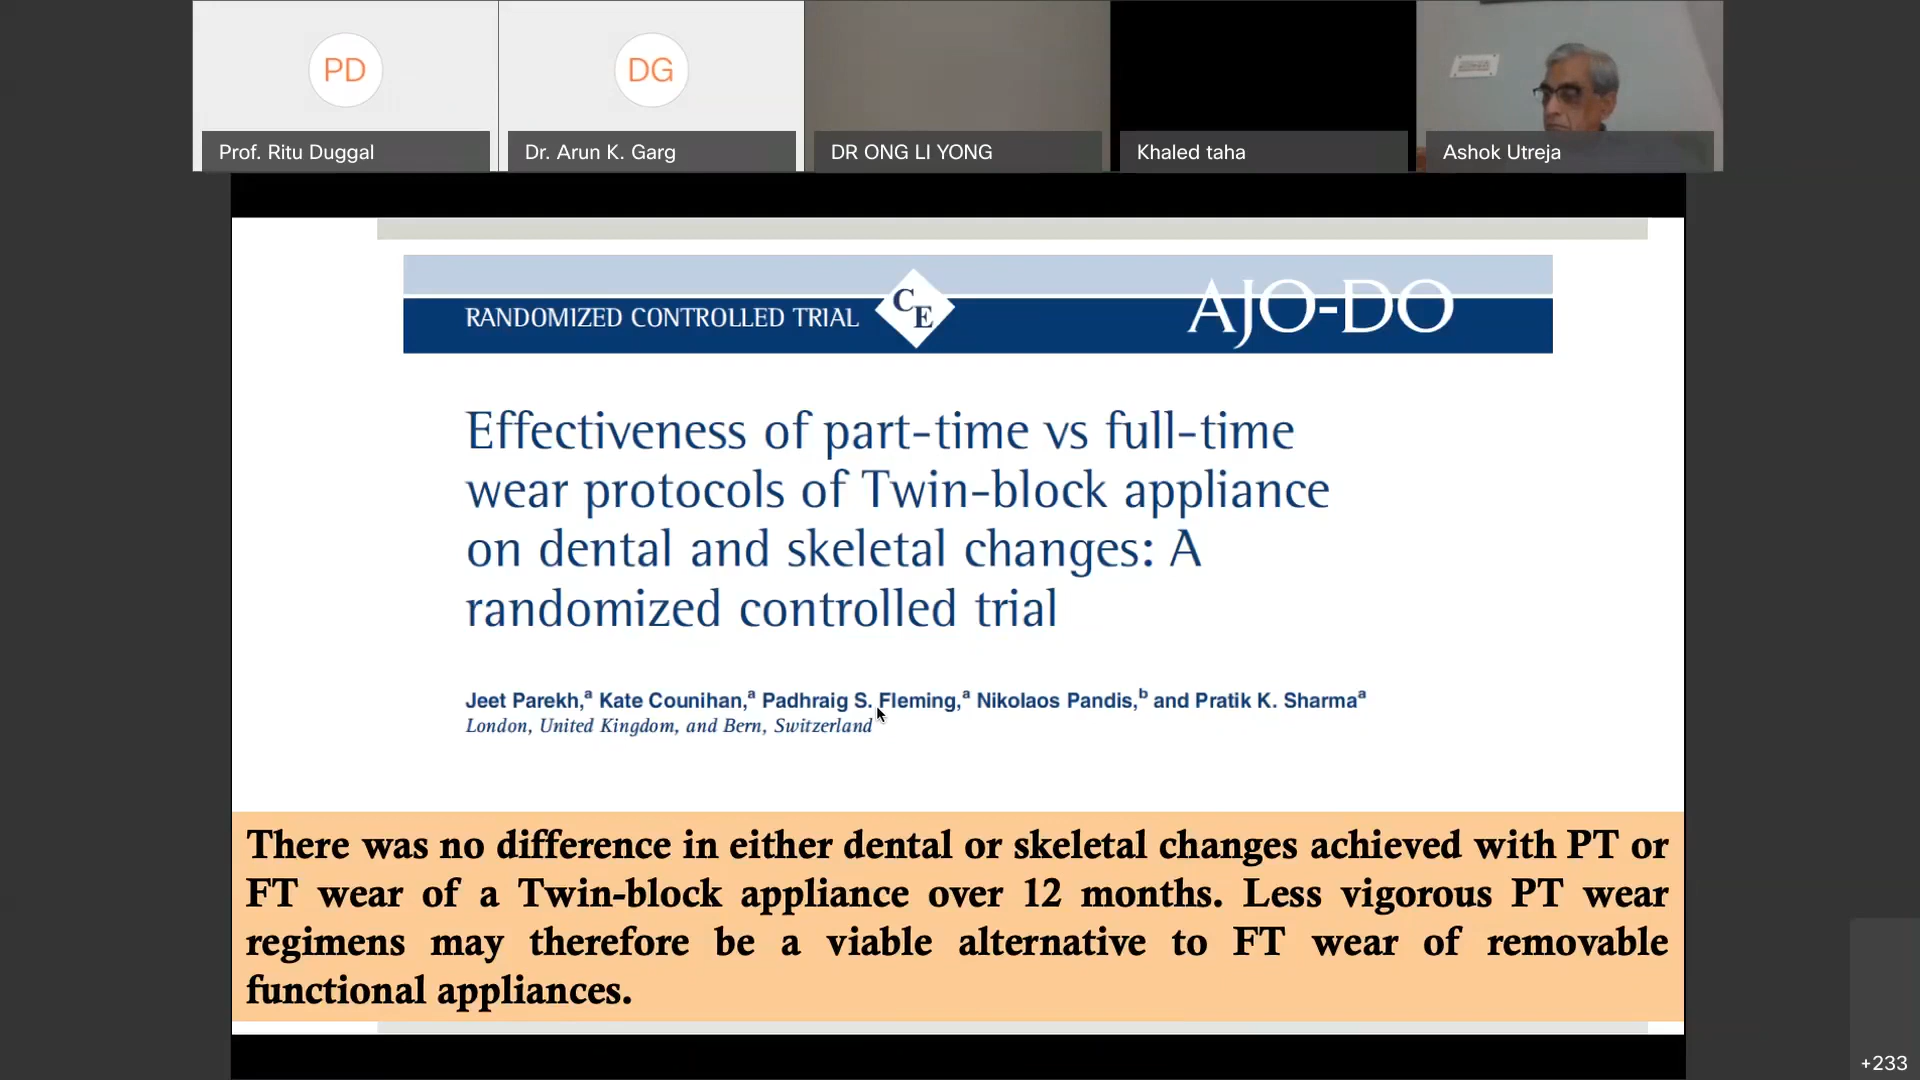 PD
DG
Prof. Ritu Duggal
Dr. Arun K. Garg
DR ONG LI YONG
Khaled taha
Ashok Utreja
RANDOMIZED CONTROLLED TRIAL
CE
AJO-DO
Effectiveness of part-time vs full-time
wear protocols of Twin-block appliance
on dental and skeletal changes: A
randomized controlled trial
Jeet Parekh,ᵃ Kate Counihan,ᵃ Padhraig S. Fleming,ᵃ Nikolaos Pandis,ᵇ and Pratik K. Sharmaᵃ
London, United Kingdom, and Bern, Switzerland
There was no difference in either dental or skeletal changes achieved with PT or
FT wear of a Twin-block appliance over 12 months. Less vigorous PT wear
regimens may therefore be a viable alternative to FT wear of removable
functional appliances.
+233